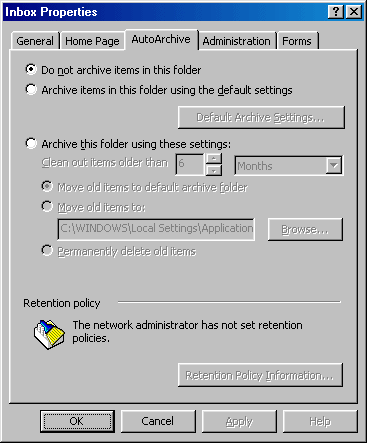 Inbox Properties
General Home Page AutoArchive Administration Forms
Do not archive items in this folder
Archive items in this folder using the default settings
Default Archive Settings...
Archive this folder using these settings:
Clean out items older than 6 Months
Move old items to default archive folder
Move old items to:
C:\WINDOWS\Local Settings\Application Browse...
Permanently delete old items
Retention policy
The network administrator has not set retention
policies.
Retention Policy Information...
OK Cancel Apply Help